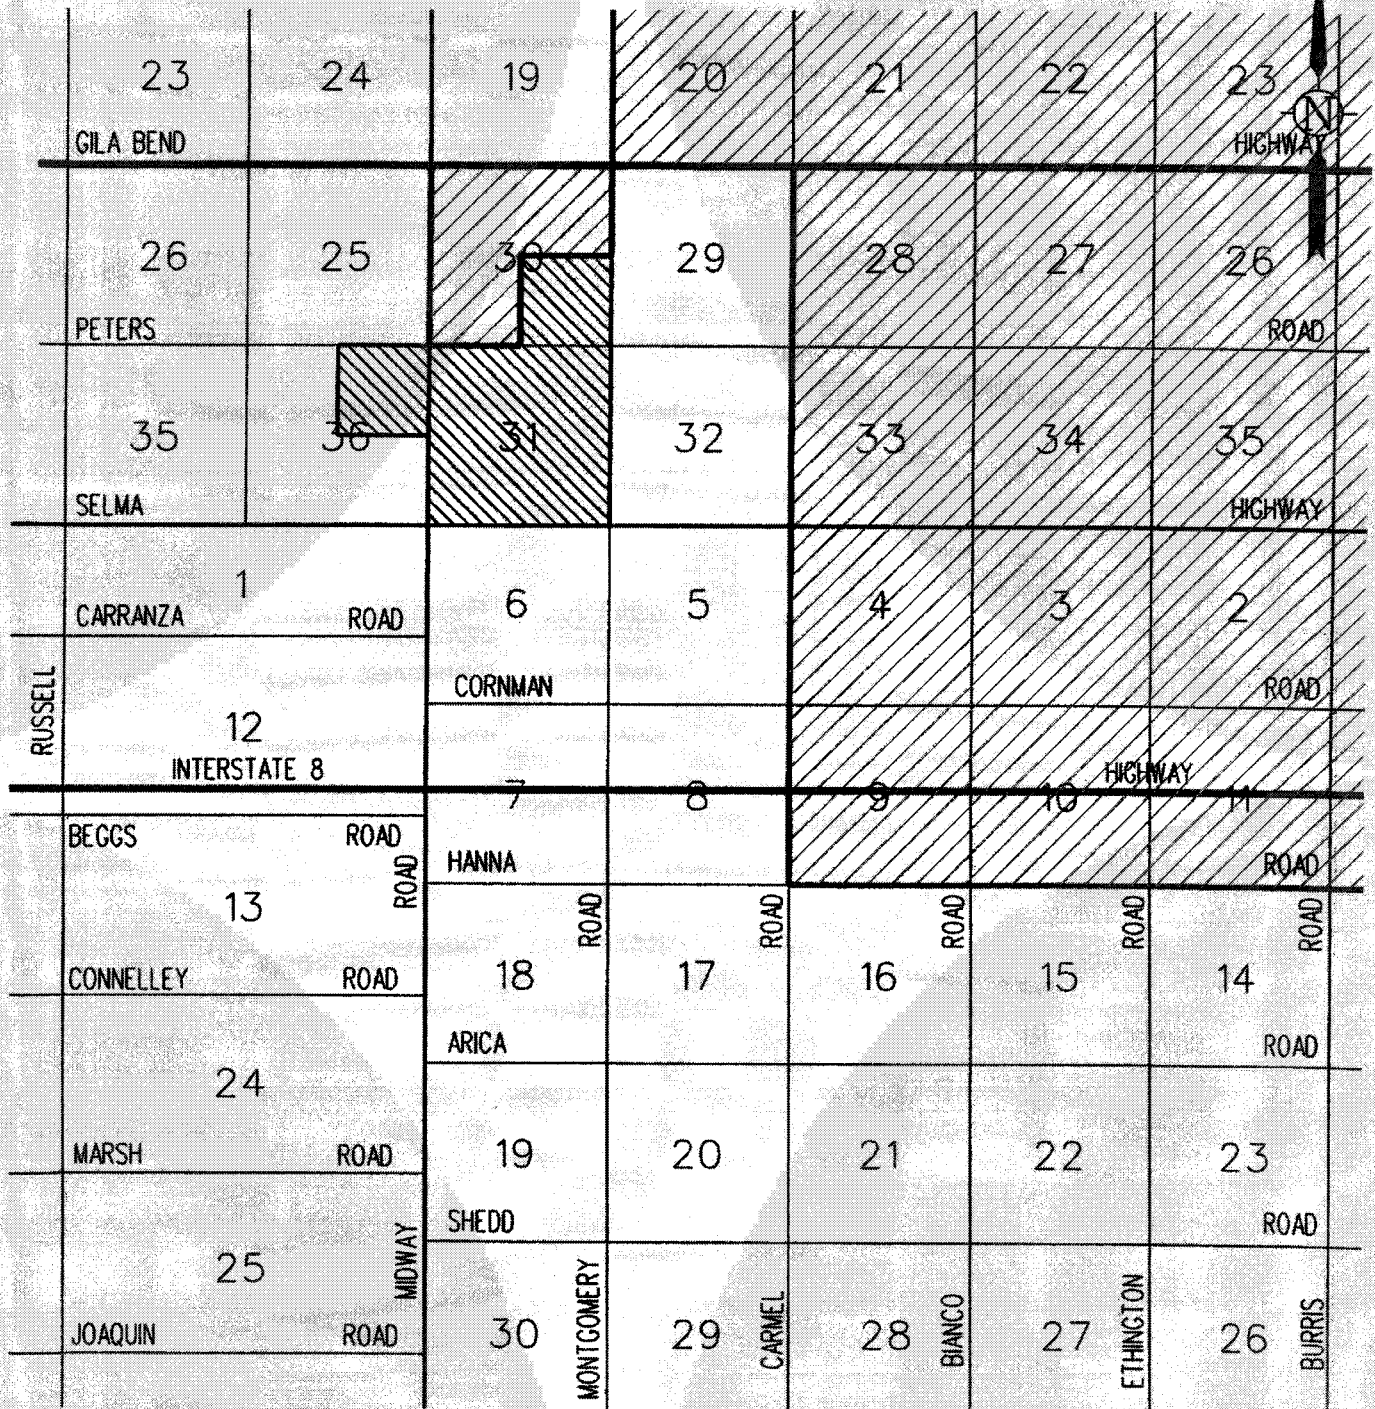 23 24 19 20 21 22 23
N
GILA BEND HIGHWAY
26 25 30 29 28 27 26
PETERS ROAD
35 36 31 32 33 34 35
SELMA HIGHWAY
1 6 5 4 3 2
CARRANZA ROAD
CORNMAN ROAD
RUSSELL
12
INTERSTATE 8 HIGHWAY
7 8 9 10 11
BEGGS ROAD
HANNA ROAD
ROAD
13
ROAD ROAD ROAD ROAD ROAD
CONNELLEY ROAD
18 17 16 15 14
ARICA ROAD
24
MARSH ROAD
19 20 21 22 23
SHEDD ROAD
25
MIDWAY
MONTGOMERY
CARMEL
BIANCO
ETHINGTON
BURRIS
JOAQUIN ROAD
30 29 28 27 26